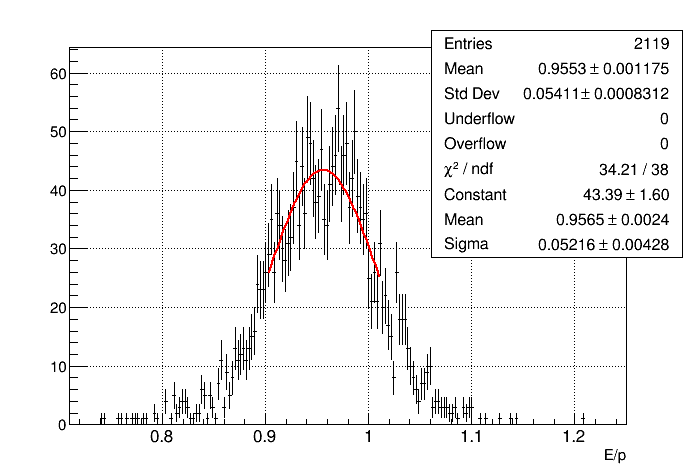 Entries 2119
Mean 0.9553 ± 0.001175
Std Dev 0.05411± 0.0008312
Underflow 0
Overflow 0
χ² / ndf 34.21 / 38
Constant 43.39 ± 1.60
Mean 0.9565 ± 0.0024
Sigma 0.05216 ± 0.00428
60
50
40
30
20
10
0
0.8 0.9 1 1.1 1.2
E/p